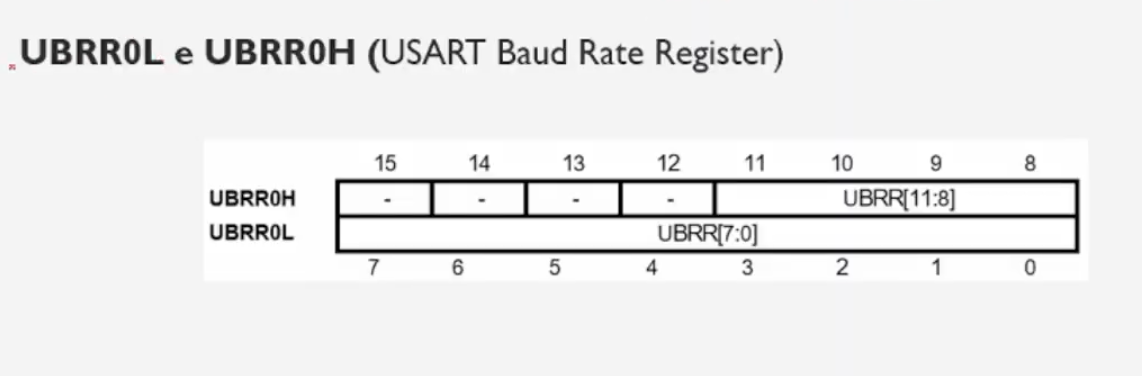 UBRR0L e UBRR0H (USART Baud Rate Register)
15 14 13 12 11 10 9 8
UBRR0H - - - - UBRR[11:8]
UBRR0L UBRR[7:0]
7 6 5 4 3 2 1 0